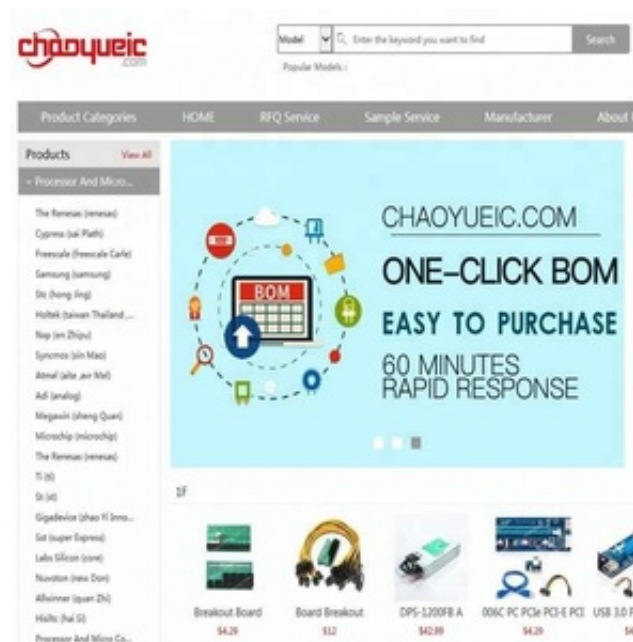 chaoyueic
.com
Model
Enter the keyword you want to find
Search
Popular Models :
Product Categories
HOME
RFQ Service
Sample Service
Manufacturer
About
Products
View All
Processor And Micro...
The Renesas (renesas)
Cypress (sai Plath)
Freescale (freescale Carle)
Samsung (samsung)
Stc (hong Jing)
Holtek (taiwan Thailand ,...
Nxp (en Zhipu)
Syncmos (xin Mao)
Atmel (aite ,avr Mel)
Adi (analog)
Megawin (sheng Quan)
Microchip (microchip)
The Renesas (renesas)
Ti (ti)
St (st)
Gigadevice (zhao Yi Inno...
Sst (super Express)
Labs Silicon (core)
Nuvoton (new Don)
Allwinner (quan Zhi)
Hisilts (hai Si)
Processor And Micro Co...
BOM
CHAOYUEIC.COM
ONE-CLICK BOM
EASY TO PURCHASE
60 MINUTES
RAPID RESPONSE
1F
Breakout Board
$4.29
Board Breakout
$12
DPS-1200FB A
$42.99
006C PC PCIe PCI-E PCI
$4.29
USB 3.0